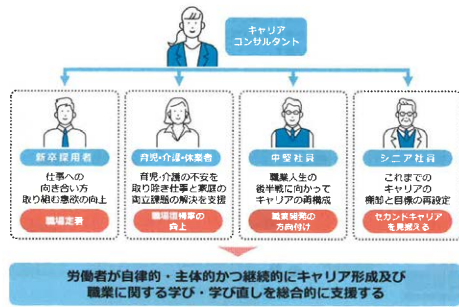 キャリア
コンサルタント
新卒採用者
仕事への
向き合い方
取り組む意欲の向上
職場定着
育児・介護・休業者
育児・介護の不安を
取り除き仕事と家庭の
両立課題の解決を支援
職場復帰率の
向上
中堅社員
職業人生の
後半戦に向かって
キャリアの再構成
職業開発の
方向付け
シニア社員
これまでの
キャリアの
棚卸と目標の再設定
セカンドキャリア
を見据える
労働者が自律的・主体的かつ継続的にキャリア形成及び
職業に関する学び・学び直しを総合的に支援する